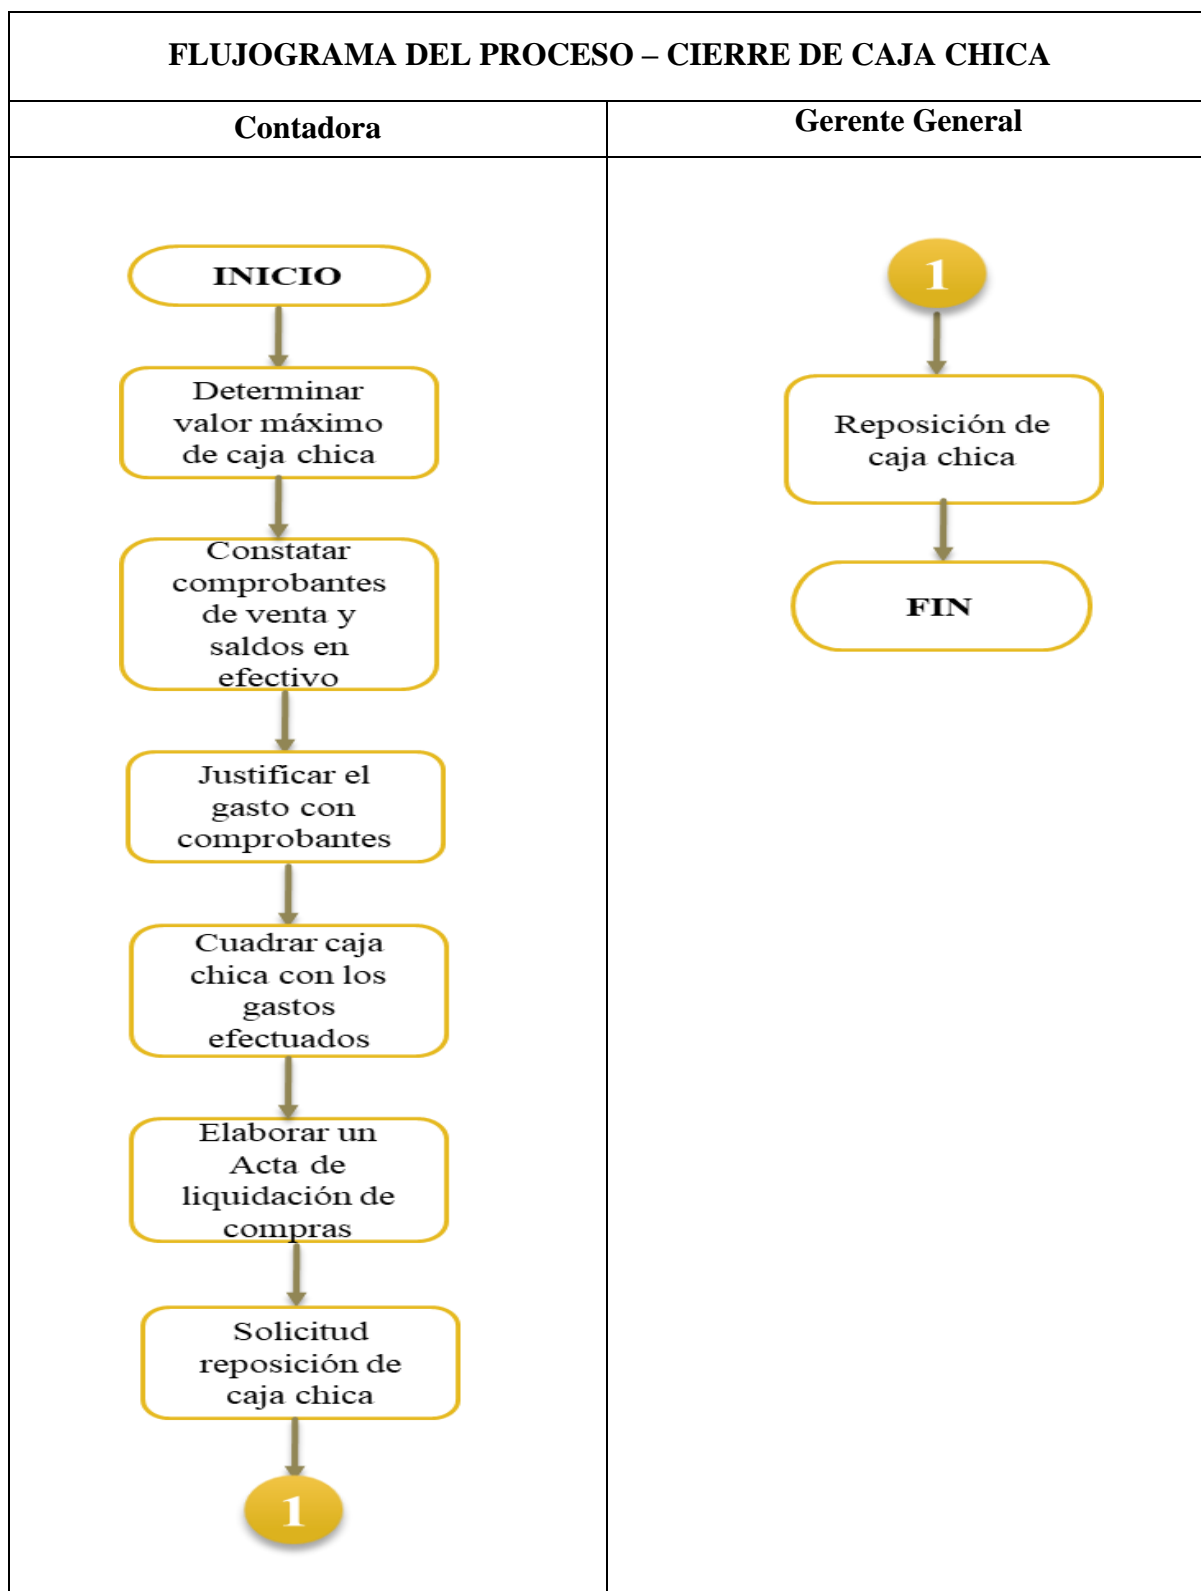 FLUJOGRAMA DEL PROCESO – CIERRE DE CAJA CHICA
Contadora
Gerente General
INICIO
Determinar
valor máximo
de caja chica
Constatar
comprobantes
de venta y
saldos en
efectivo
Justificar el
gasto con
comprobantes
Cuadrar caja
chica con los
gastos
efectuados
Elaborar un
Acta de
liquidación de
compras
Solicitud
reposición de
caja chica
1
1
Reposición de
caja chica
FIN